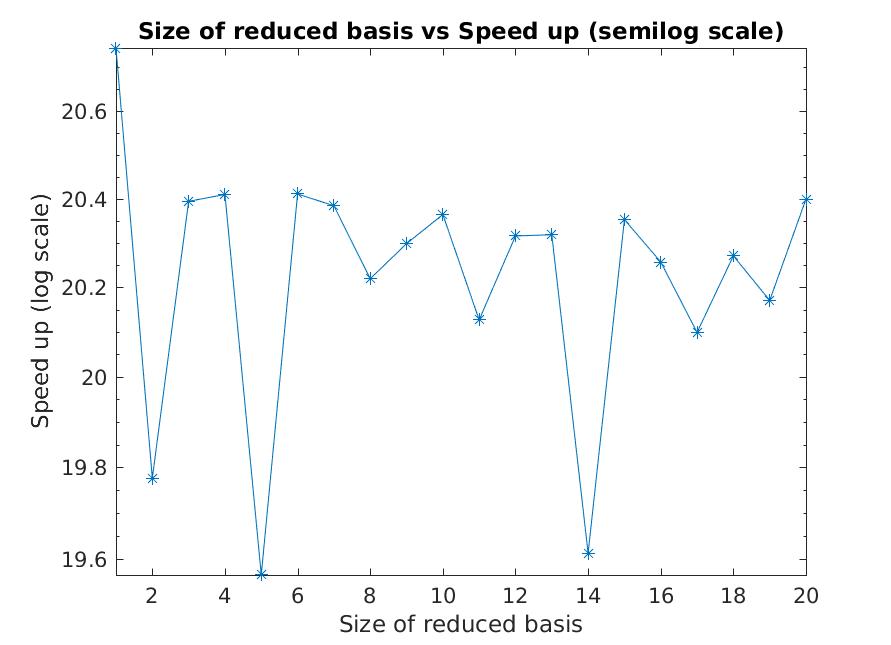 Size of reduced basis vs Speed up (semilog scale)
Speed up (log scale)
20.6
20.4
20.2
20
19.8
19.6
2 4 6 8 10 12 14 16 18 20
Size of reduced basis